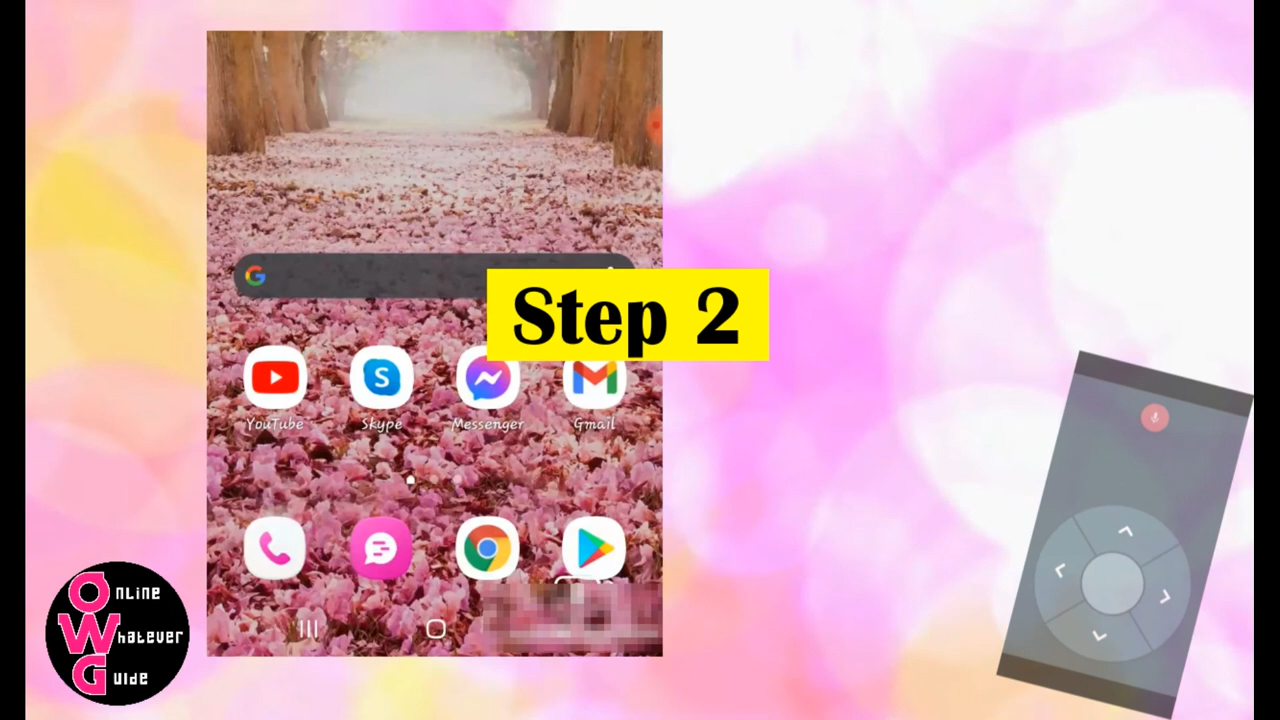 Step 2
YouTube
Skype
Messenger
Gmail
Online
Whatever
Guide